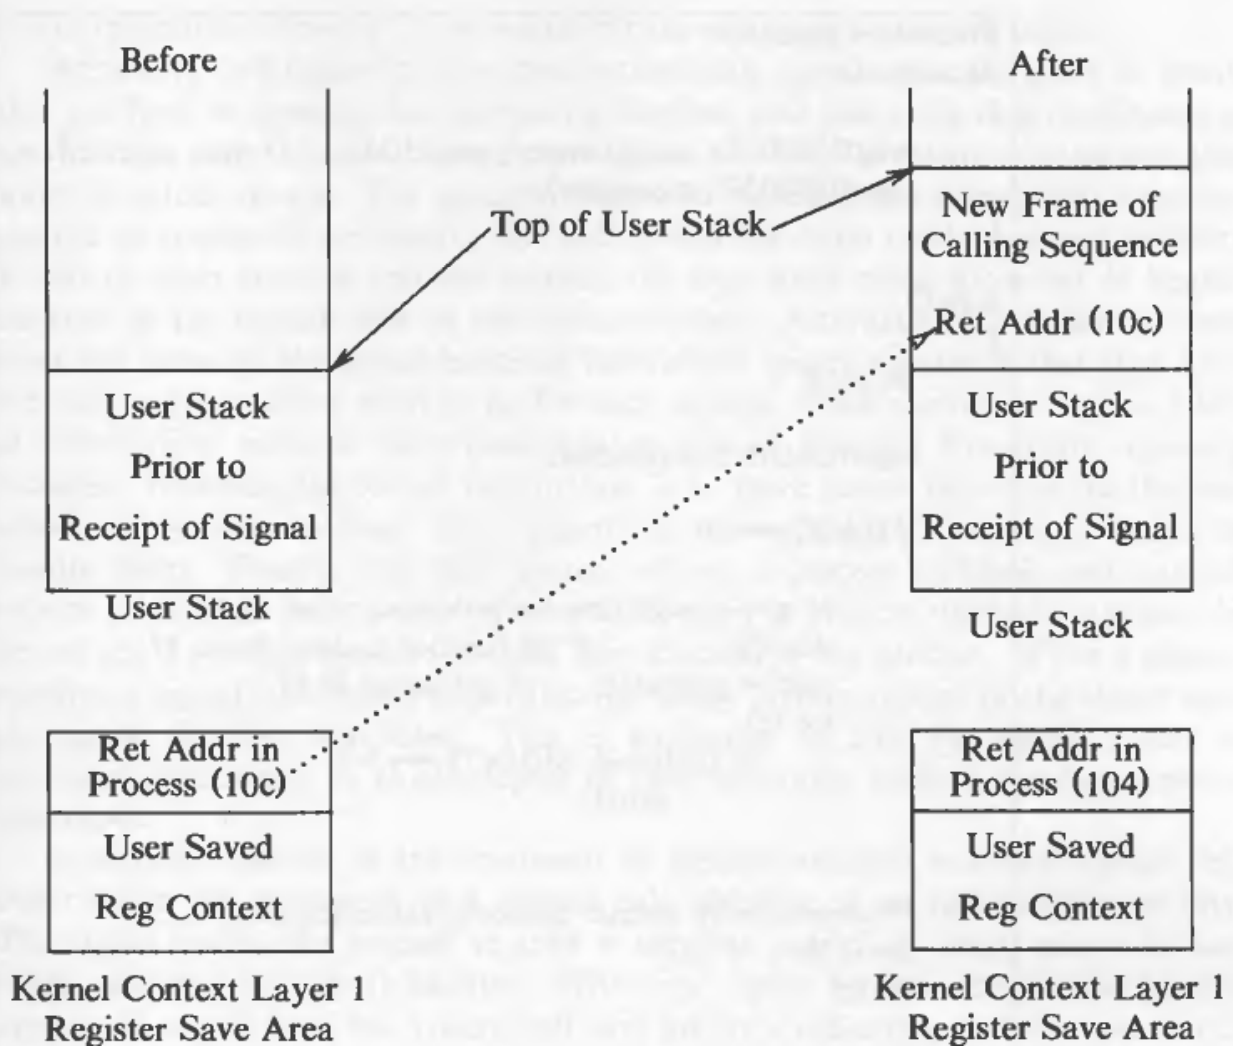 Before
After
Top of User Stack
New Frame of
Calling Sequence
Ret Addr (10c)
User Stack
Prior to
Receipt of Signal
User Stack
User Stack
Prior to
Receipt of Signal
User Stack
Ret Addr in
Process (10c)
User Saved
Reg Context
Kernel Context Layer 1
Register Save Area
Ret Addr in
Process (104)
User Saved
Reg Context
Kernel Context Layer 1
Register Save Area